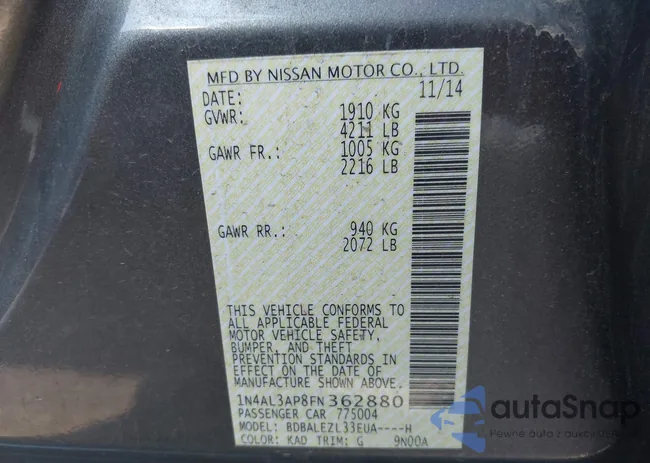 MFD BY NISSAN MOTOR CO., LTD.
DATE: 11/14
GVWR: 1910 KG
4211 LB
GAWR FR.: 1005 KG
2216 LB
GAWR RR.: 940 KG
2072 LB
THIS VEHICLE CONFORMS TO
ALL APPLICABLE FEDERAL
MOTOR VEHICLE SAFETY,
BUMPER, AND THEFT
PREVENTION STANDARDS
IN EFFECT ON THE DATE OF
MANUFACTURE SHOWN ABOVE.
1N4AL3AP8FN362880
PASSENGER CAR 775004
MODEL: BDBALEZL33EUA----H
COLOR: KAD TRIM: G 9N00A
autoSnap
Pewne auta z aukcji